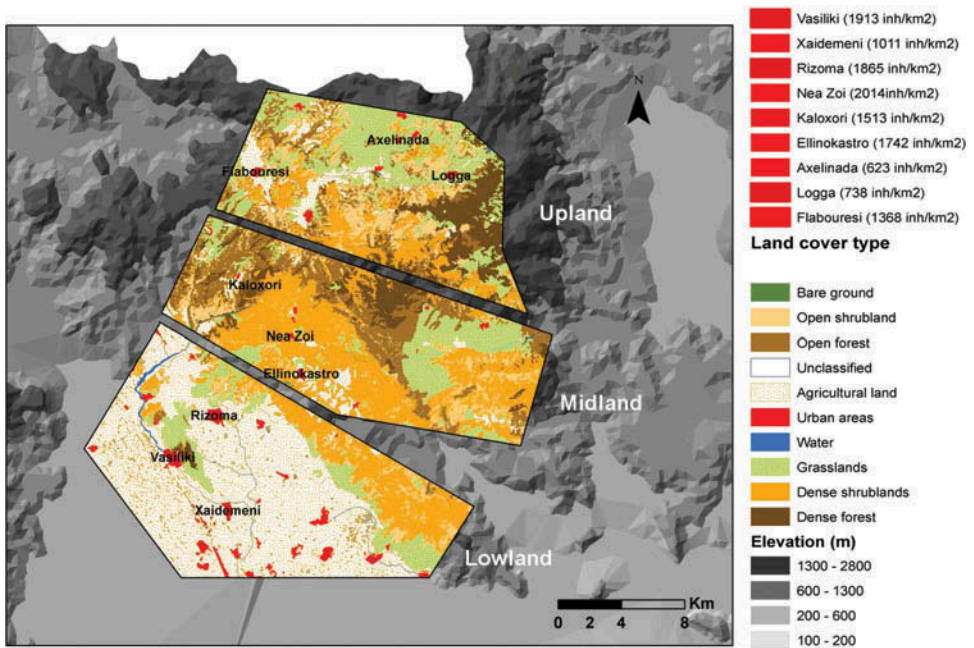 Vasiliki (1913 inh/km2)
Xaidemeni (1011 inh/km2)
Rizoma (1865 inh/km2)
Nea Zoi (2014inh/km2)
Kaloxori (1513 inh/km2)
Ellinokastro (1742 inh/km2)
Axelinada (623 inh/km2)
Logga (738 inh/km2)
Flabouresi (1368 inh/km2)
Land cover type
Bare ground
Open shrubland
Open forest
Unclassified
Agricultural land
Urban areas
Water
Grasslands
Dense shrublands
Dense forest
Elevation (m)
1300 - 2800
600 - 1300
200 - 600
100 - 200
N
Axelinada
Flabouresi
Logga
Upland
Kaloxori
Nea Zoi
Ellinokastro
Midland
Rizoma
Vasiliki
Xaidemeni
Lowland
Km
0 2 4 8